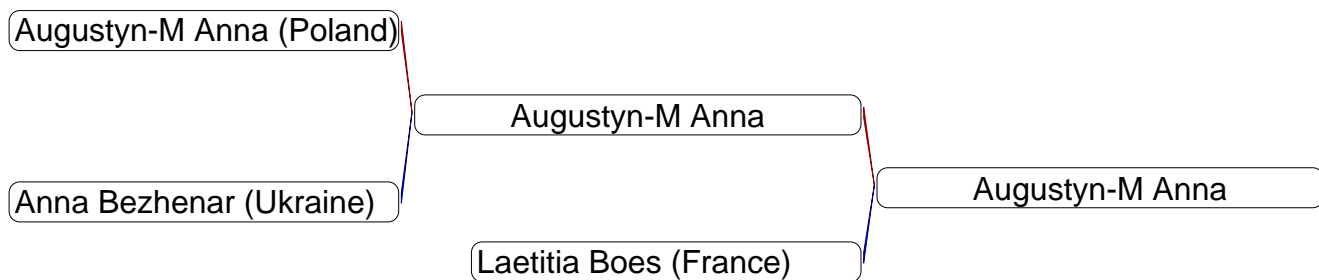 Augustyn-M Anna (Poland)
Augustyn-M Anna
Augustyn-M Anna
Anna Bezhenar (Ukraine)
Laetitia Boes (France)